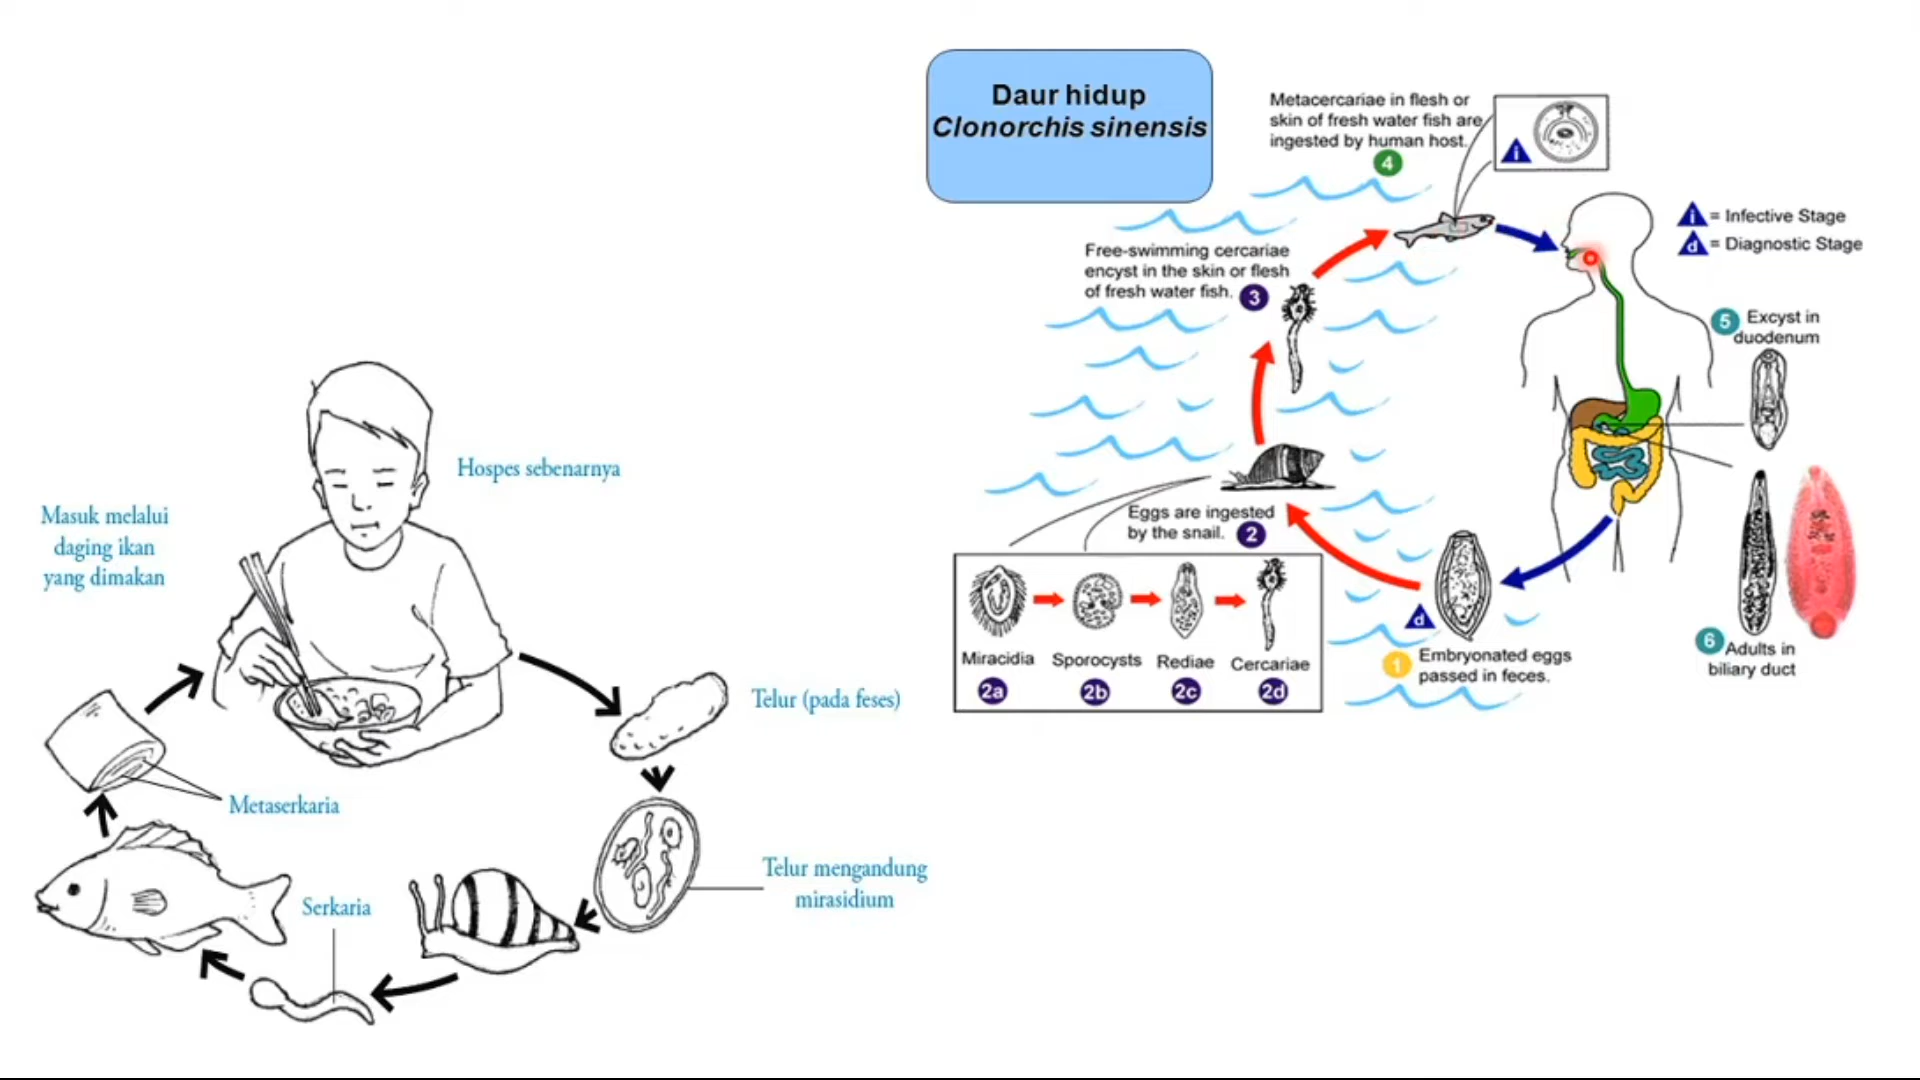 Daur hidup
Clonorchis sinensis
Metacercariae in flesh or
skin of fresh water fish are
ingested by human host.
4
i
i = Infective Stage
d = Diagnostic Stage
Free-swimming cercariae
encyst in the skin or flesh
of fresh water fish.
3
5 Excyst in
duodenum
Eggs are ingested
by the snail.
2
Miracidia
Sporocysts
Rediae
Cercariae
2a
2b
2c
2d
d
1 Embryonated eggs
passed in feces.
6 Adults in
biliary duct
Hospes sebenarnya
Masuk melalui
daging ikan
yang dimakan
Telur (pada feses)
Metaserkaria
Telur mengandung
mirasidium
Serkaria